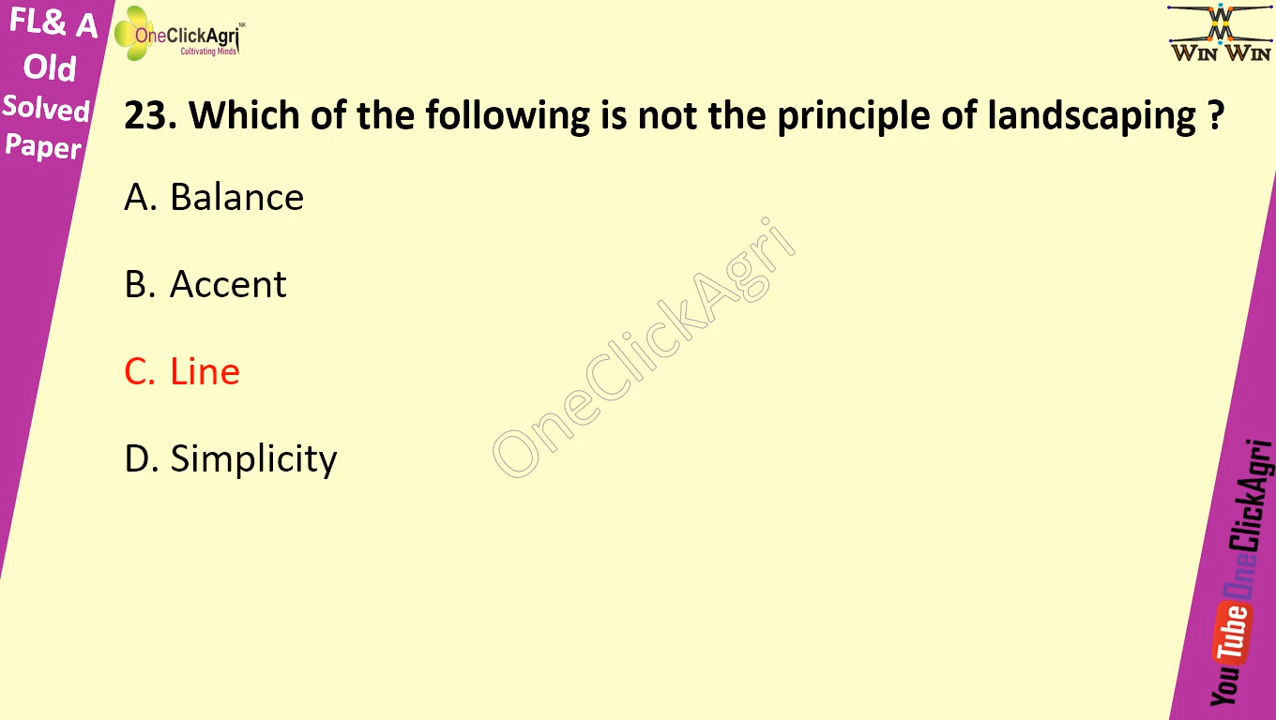 FL& A
Old
Solved
Paper
OneClickAgri NK
Cultivating Minds
WIN WIN
23. Which of the following is not the principle of landscaping ?
A. Balance
B. Accent
C. Line
D. Simplicity
OneClickAgri
YouTube OneClickAgri